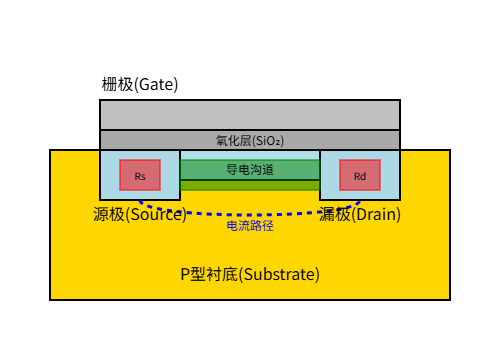 栅极(Gate)
氧化层(SiO₂)
导电沟道
Rs
Rd
源极(Source)
漏极(Drain)
电流路径
P型衬底(Substrate)